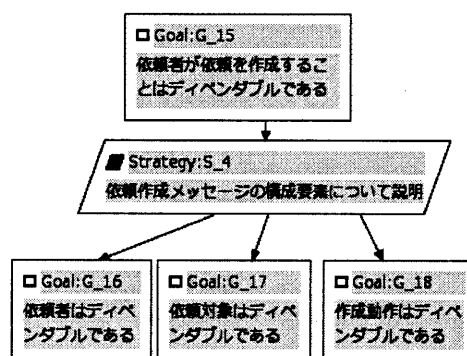 Goal:G_15
依頼者が依頼を作成するこ
とはディペンダブルである
Strategy:S_4
依頼作成メッセージの構成要素について説明
Goal:G_16
依頼者はディペ
ンダブルである
Goal:G_17
依頼対象はディペ
ンダブルである
Goal:G_18
作成動作はディペ
ンダブルである